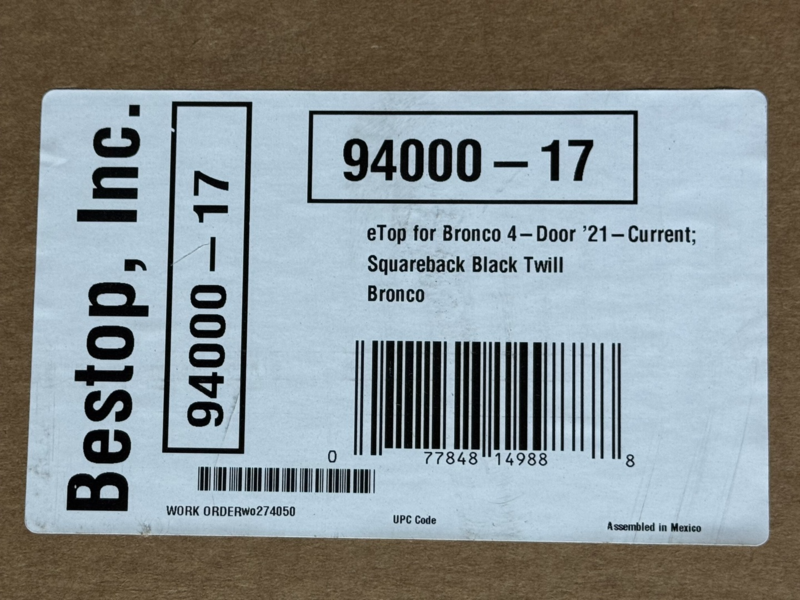 Bestop, Inc.
94000-17
94000-17
eTop for Bronco 4-Door '21-Current;
Squareback Black Twill
Bronco
0 77848 14988 8
WORK ORDERwo274050
UPC Code
Assembled in Mexico